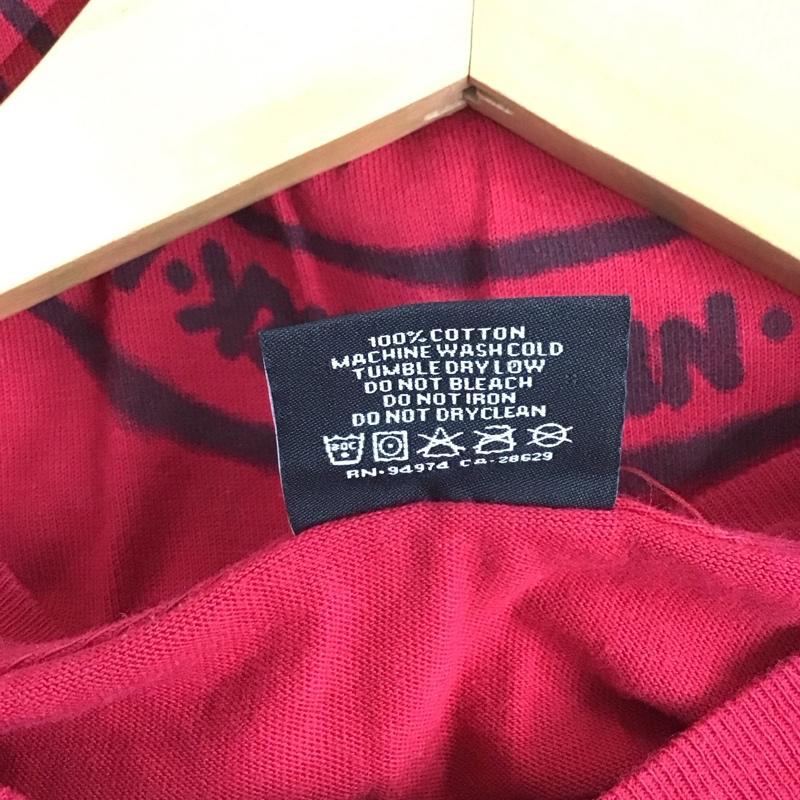 100% COTTON
MACHINE WASH COLD
TUMBLE DRY LOW
DO NOT BLEACH
DO NOT IRON
DO NOT DRYCLEAN
30C
RN·94974 CA·28629